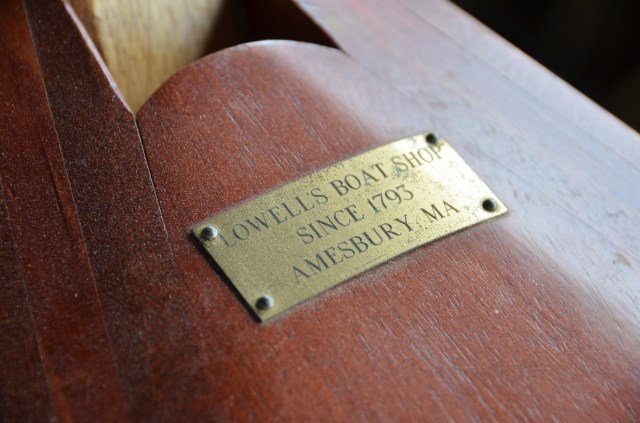 LOWELL'S BOAT SHOP
SINCE 1793
AMESBURY, MA